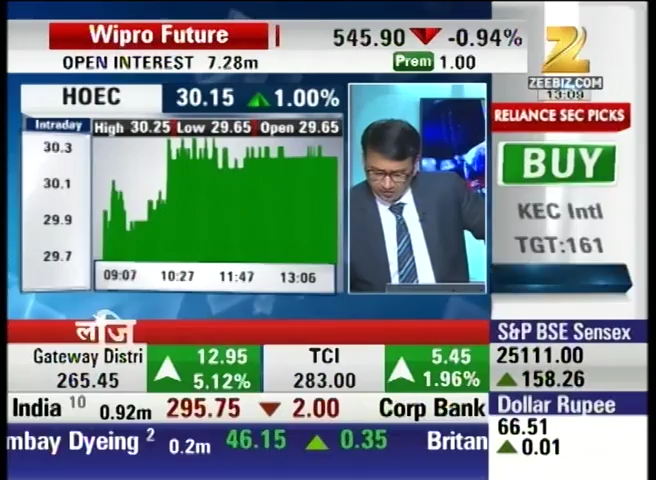 Wipro Future
545.90 -0.94%
OPEN INTEREST 7.28m
Prem 1.00
ZEEBIZ.COM
13:09
HOEC 30.15 1.00%
Intraday High 30.25 Low 29.65 Open 29.65
30.3
30.1
29.9
29.7
09:07 10:27 11:47 13:06
RELIANCE SEC PICKS
BUY
KEC Intl
TGT:161
Gateway Distri 12.95 TCI 5.45
265.45 5,12% 283.00 1.96%
India 10 0.92m 295.75 2.00 Corp Bank
mbay Dyeing 2 0.2m 46.15 0.35 Britan
S&P BSE Sensex
25111.00
158.26
Dollar Rupee
66.51
0.01